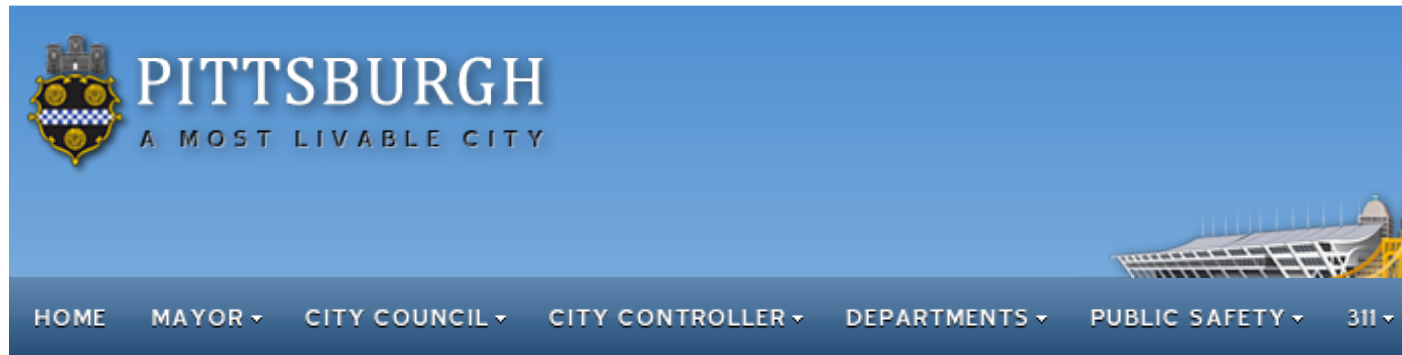 PITTSBURGH
A MOST LIVABLE CITY
HOME MAYOR CITY COUNCIL CITY CONTROLLER DEPARTMENTS PUBLIC SAFETY 311